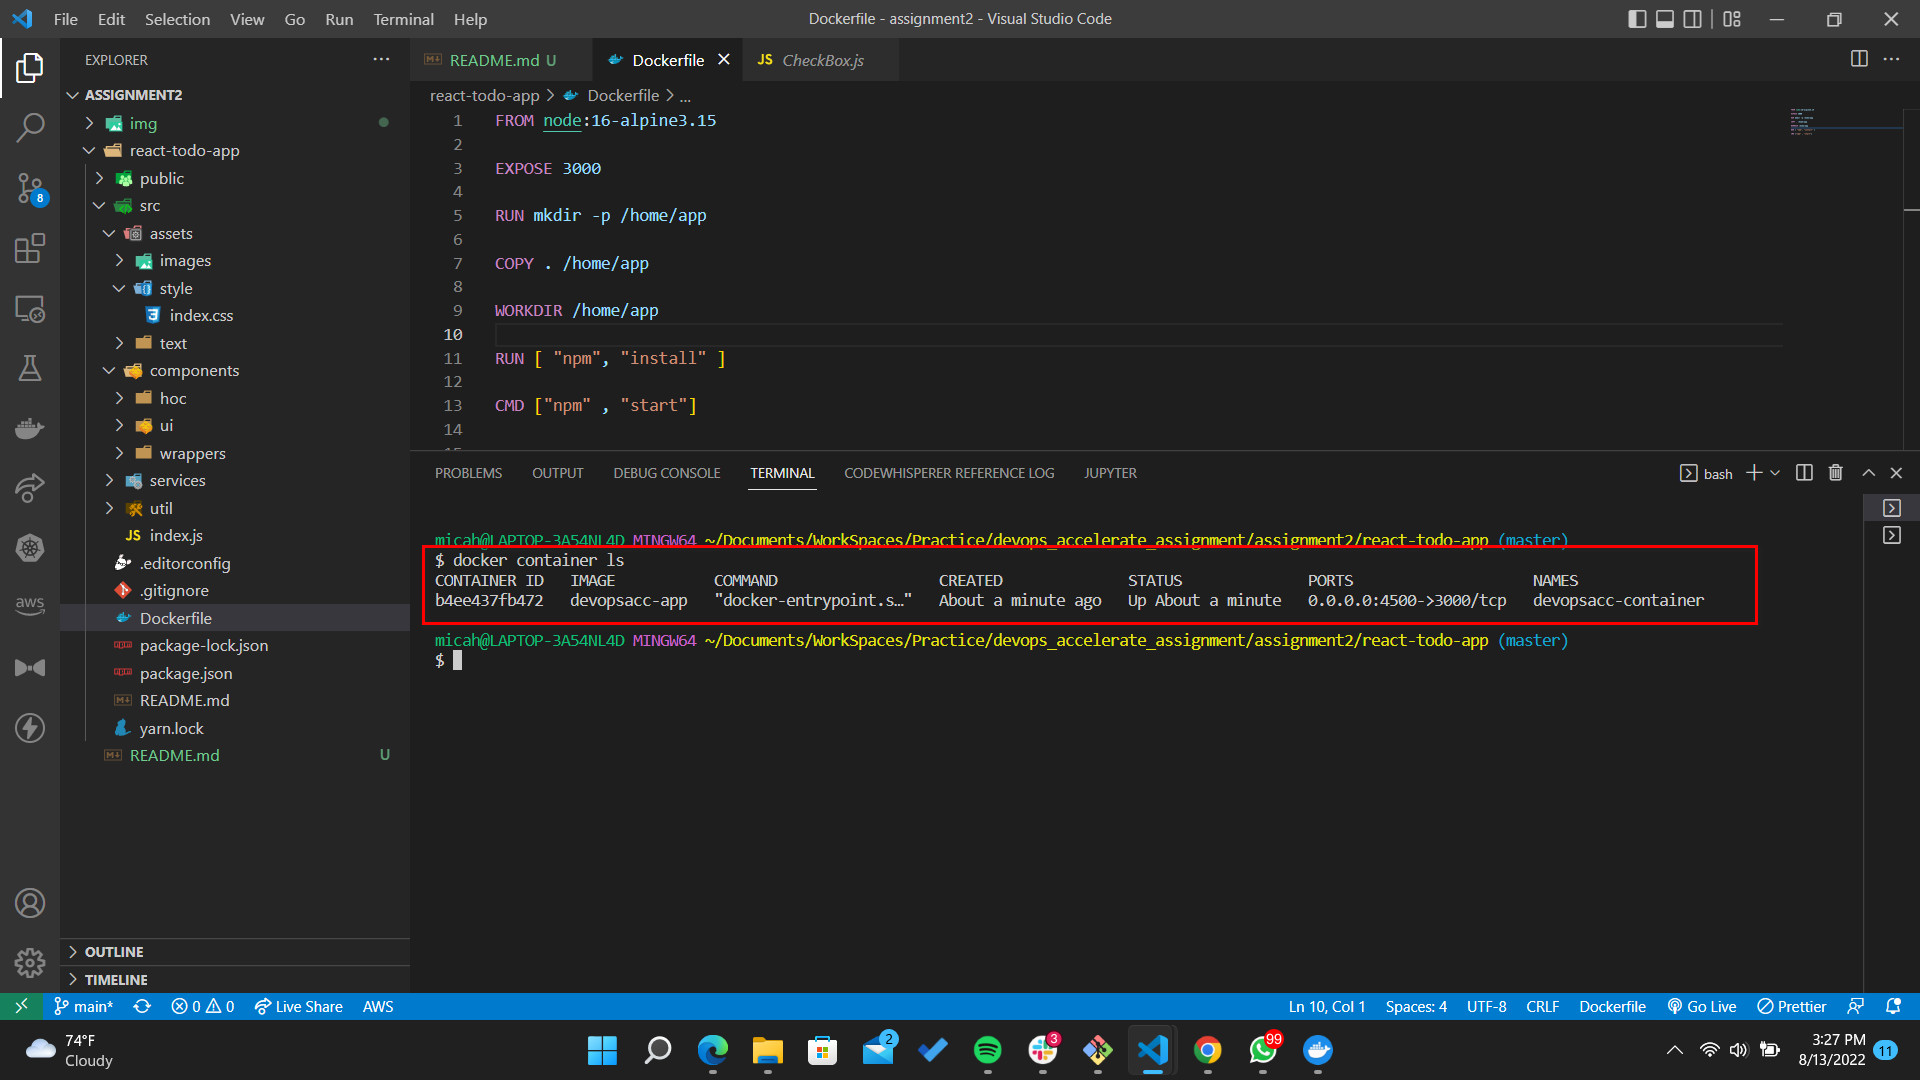 File Edit Selection View Go Run Terminal Help
Dockerfile - assignment2 - Visual Studio Code
EXPLORER
ASSIGNMENT2
img
react-todo-app
public
src
assets
images
style
index.css
text
components
hoc
ui
wrappers
services
util
JS index.js
.editorconfig
.gitignore
Dockerfile
package-lock.json
package.json
README.md
yarn.lock
README.md U
OUTLINE
TIMELINE
8
aws
README.md U
Dockerfile
JS CheckBox.js
react-todo-app > Dockerfile > ...
1 FROM node:16-alpine3.15
2
3 EXPOSE 3000
4
5 RUN mkdir -p /home/app
6
7 COPY . /home/app
8
9 WORKDIR /home/app
10
11 RUN [ "npm", "install" ]
12
13 CMD ["npm" , "start"]
14
PROBLEMS OUTPUT DEBUG CONSOLE TERMINAL CODEWHISPERER REFERENCE LOG JUPYTER
bash
micah@LAPTOP-3A54NL4D MINGW64 ~/Documents/WorkSpaces/Practice/devops_accelerate_assignment/assignment2/react-todo-app (master)
$ docker container ls
CONTAINER ID IMAGE COMMAND CREATED STATUS PORTS NAMES
b4ee437fb472 devopsacc-app "docker-entrypoint.s…" About a minute ago Up About a minute 0.0.0.0:4500->3000/tcp devopsacc-container
micah@LAPTOP-3A54NL4D MINGW64 ~/Documents/WorkSpaces/Practice/devops_accelerate_assignment/assignment2/react-todo-app (master)
$
main* 0 0 Live Share AWS
Ln 10, Col 1 Spaces: 4 UTF-8 CRLF Dockerfile Go Live Prettier
74°F
Cloudy
2
3
99
3:27 PM
8/13/2022
11